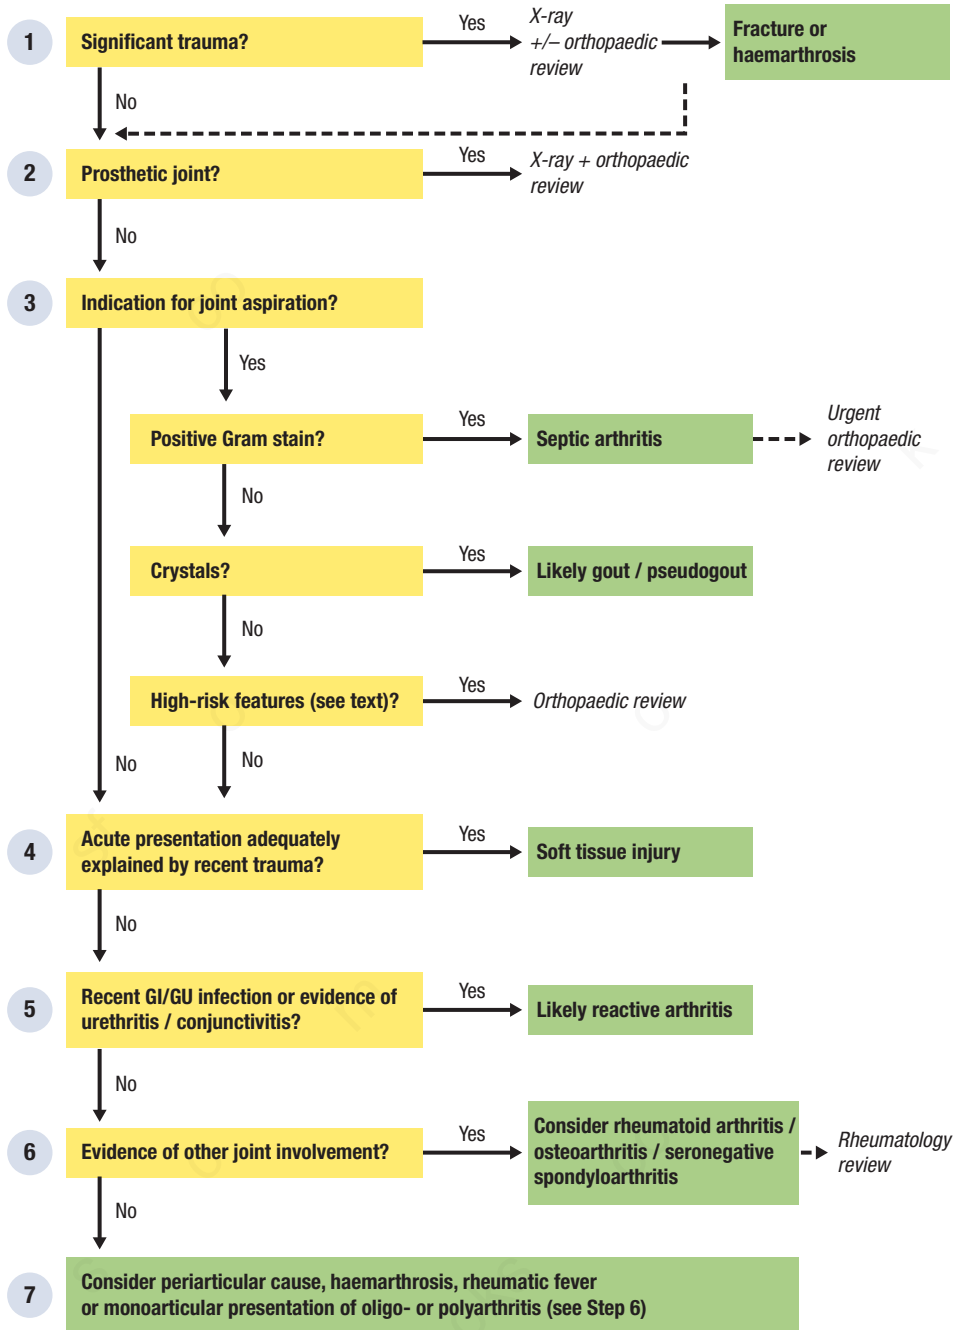 1
Significant trauma?
Yes
X-ray
+/– orthopaedic
review
Fracture or
haemarthrosis
No
2
Prosthetic joint?
Yes
X-ray + orthopaedic
review
No
3
Indication for joint aspiration?
Yes
Positive Gram stain?
Yes
Septic arthritis
Urgent
orthopaedic
review
No
Crystals?
Yes
Likely gout / pseudogout
No
High-risk features (see text)?
Yes
Orthopaedic review
No
No
4
Acute presentation adequately
explained by recent trauma?
Yes
Soft tissue injury
No
5
Recent GI/GU infection or evidence of
urethritis / conjunctivitis?
Yes
Likely reactive arthritis
No
6
Evidence of other joint involvement?
Yes
Consider rheumatoid arthritis /
osteoarthritis / seronegative
spondyloarthritis
Rheumatology
review
No
7
Consider periarticular cause, haemarthrosis, rheumatic fever
or monoarticular presentation of oligo- or polyarthritis (see Step 6)